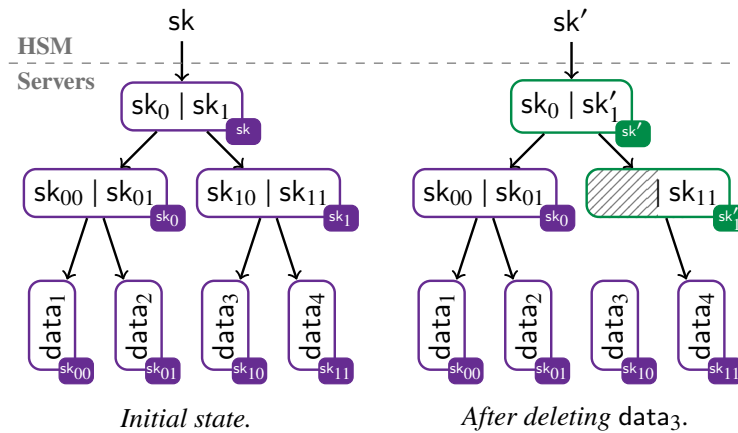 sk sk′
HSM
Servers
sk₀ | sk₁ sk₀ | sk′₁
sk sk′
sk₀₀ | sk₀₁ sk₁₀ | sk₁₁ sk₀₀ | sk₀₁ | sk₁₁
sk₀ sk₁ sk₀ sk′₁
data₁ data₂ data₃ data₄ data₁ data₂ data₃ data₄
sk₀₀ sk₀₁ sk₁₀ sk₁₁ sk₀₀ sk₀₁ sk₁₀ sk₁₁
Initial state. After deleting data₃.